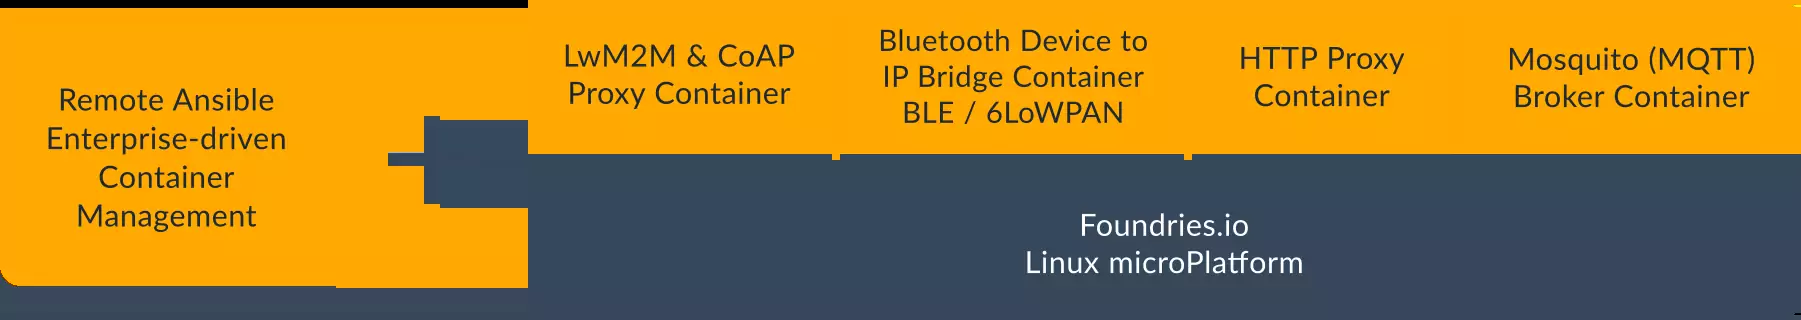 Remote Ansible
Enterprise-driven
Container
Management
LwM2M & CoAP
Proxy Container
Bluetooth Device to
IP Bridge Container
BLE / 6LoWPAN
HTTP Proxy
Container
Mosquito (MQTT)
Broker Container
Foundries.io
Linux microPlatform